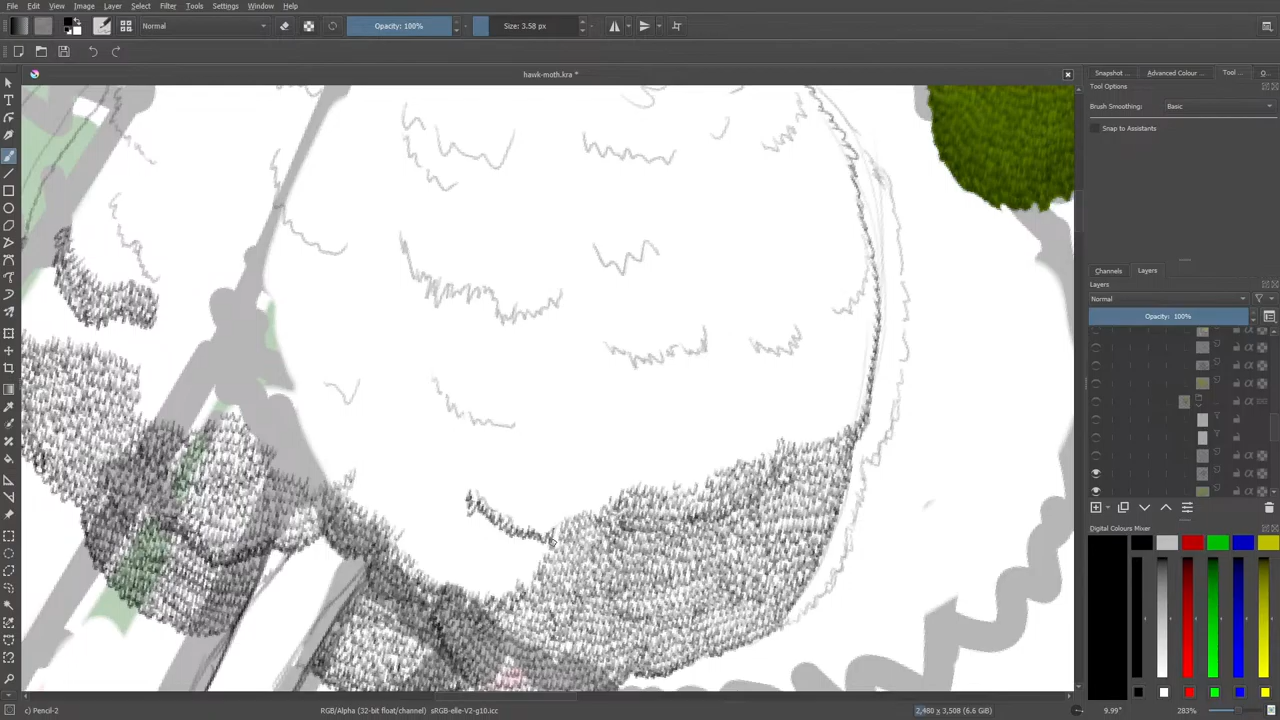 File Edit View Image Layer Select Filter Tools Settings Window Help
Normal
Opacity: 100%
Size: 3.58 px
hawk-moth.kra *
Snapshot ...
Advanced Colour ...
Tool ...
O...
Tool Options
Brush Smoothing:
Basic
Snap to Assistants
Channels
Layers
Layers
Normal
Opacity: 100%
Digital Colours Mixer
c) Pencil-2
RGB/Alpha (32-bit float/channel) sRGB-elle-V2-g10.icc
2,480 x 3,508 (6.6 GiB)
9.99°
283%